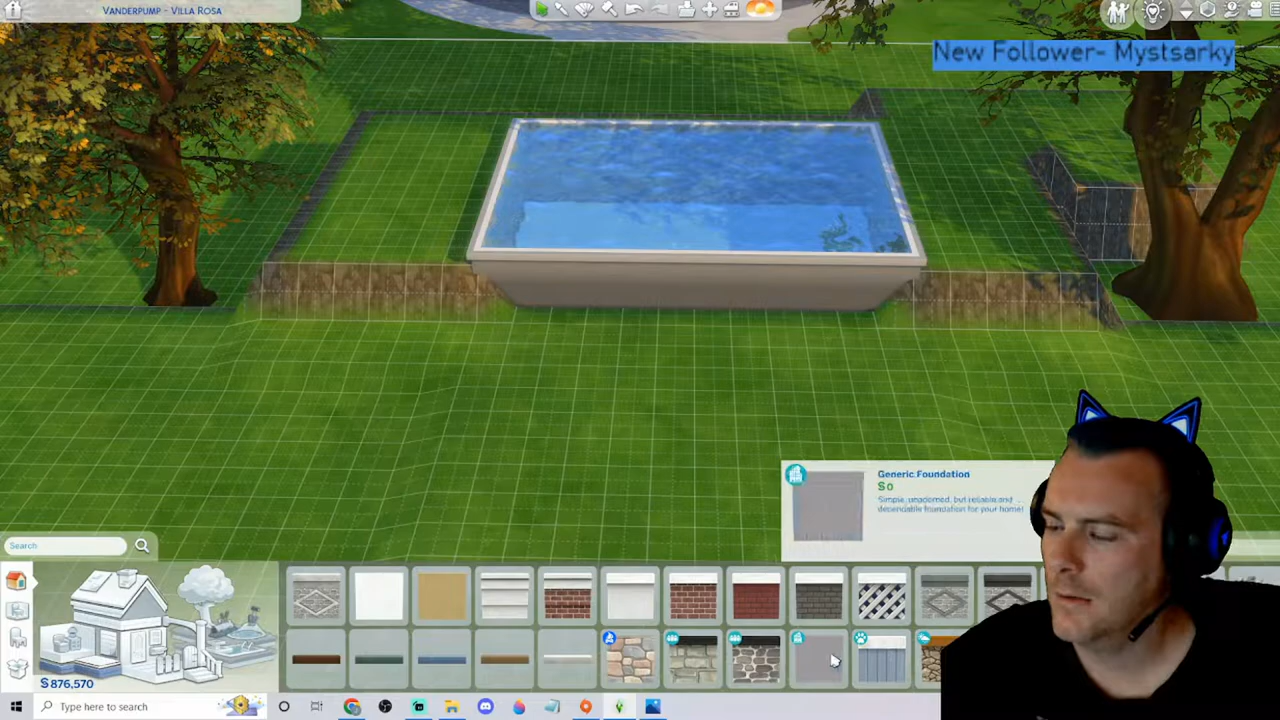 VANDERPUMP - VILLA ROSA
New Follower- Mystsarky
Generic Foundation
§0
Simple, unadorned, but reliable and
dependable foundation for your home!
Search
§876,570
Type here to search